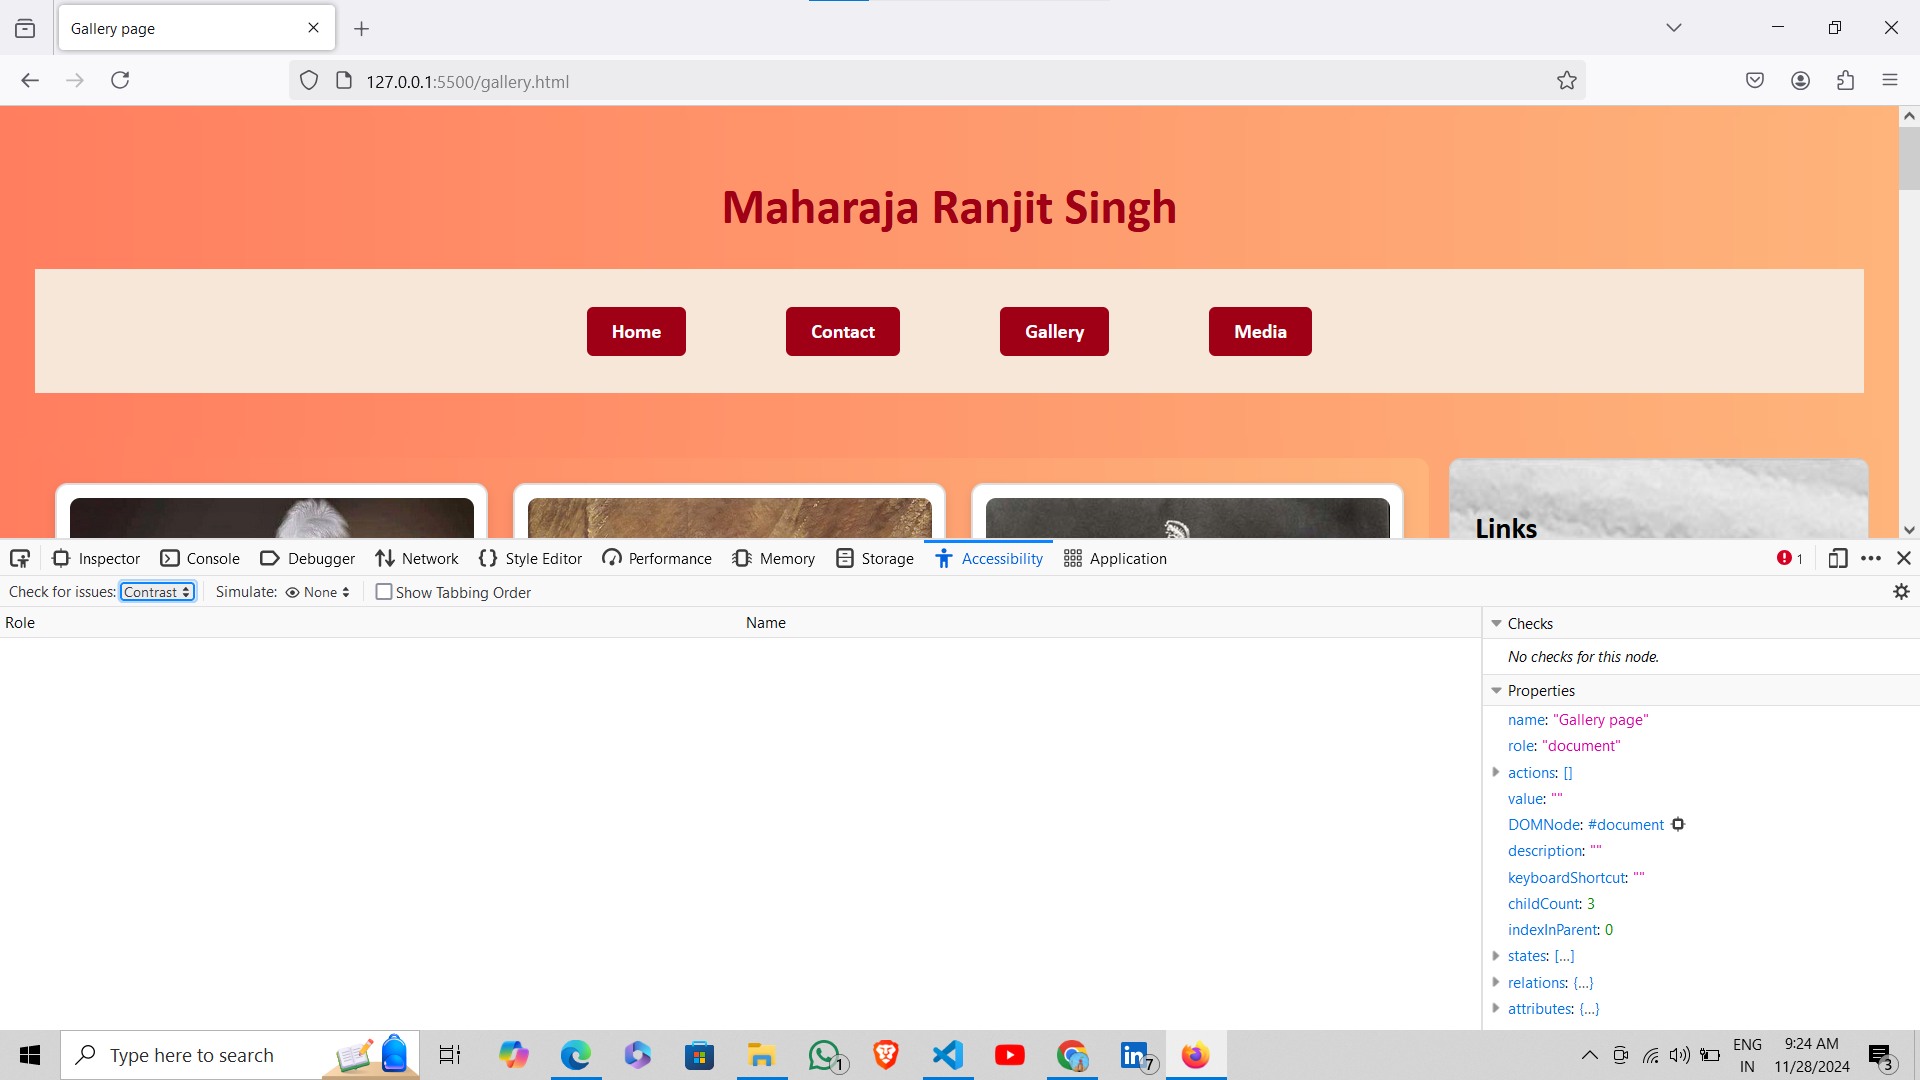 Gallery page
127.0.0.1:5500/gallery.html
Maharaja Ranjit Singh
Home Contact Gallery Media
Links
Inspector Console Debugger Network Style Editor Performance Memory Storage Accessibility Application 1
Check for issues: Contrast Simulate: None Show Tabbing Order
Role Name
Checks
No checks for this node.
Properties
name: "Gallery page"
role: "document"
actions: []
value: ""
DOMNode: #document
description: ""
keyboardShortcut: ""
childCount: 3
indexInParent: 0
states: […]
relations: {…}
attributes: {…}
Type here to search 1 7 ENG 9:24 AM
IN 11/28/2024 3